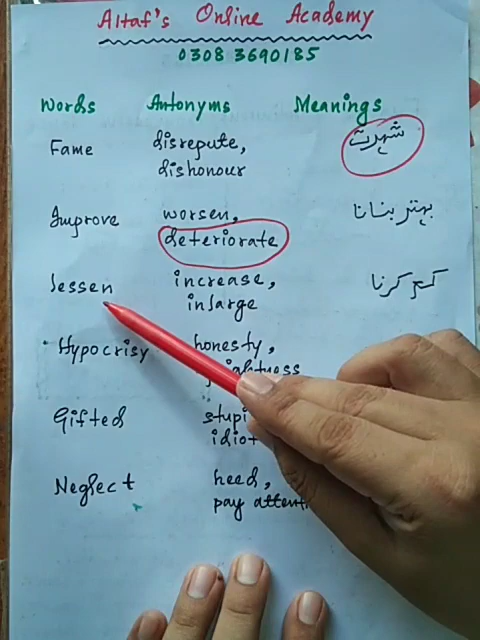 Altaf's Online Academy
0308 3690185
Words Antonyms Meanings
Fame disrepute, شہرت
dishonour
Improve worsen, بہتر بنانا
deteriorate
lessen increase, کم کرنا
inlarge
Hypocrisy honesty,
Gifted
idiot
Neglect heed,
pay